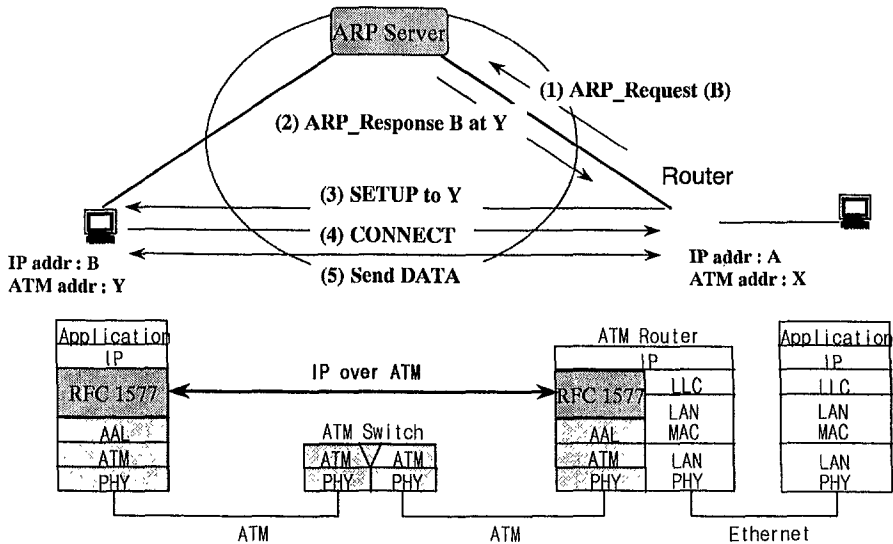 ARP Server
(1) ARP_Request (B)
(2) ARP_Response B at Y
Router
(3) SETUP to Y
(4) CONNECT
(5) Send DATA
IP addr : B
ATM addr : Y
IP addr : A
ATM addr : X
Application
IP
RFC 1577
AAL
ATM
PHY
IP over ATM
ATM Switch
ATM ATM
PHY PHY
ATM Router
IP
RFC 1577
AAL
ATM
PHY
LLC
LAN
MAC
LAN
PHY
Application
IP
LLC
LAN
MAC
LAN
PHY
ATM
ATM
Ethernet